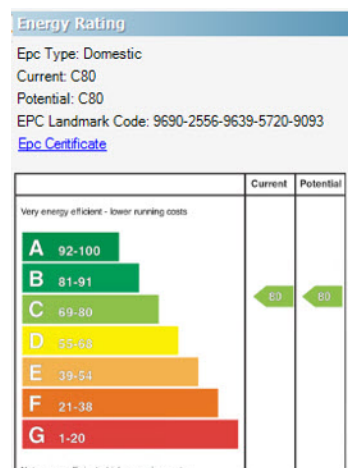 Energy Rating
Epc Type: Domestic
Current: C80
Potential: C80
EPC Landmark Code: 9690-2556-9639-5720-9093
Epc Certificate
Current Potential
Very energy efficient - lower running costs
A 92-100
B 81-91
80 80
C 69-80
D 55-68
E 39-54
F 21-38
G 1-20